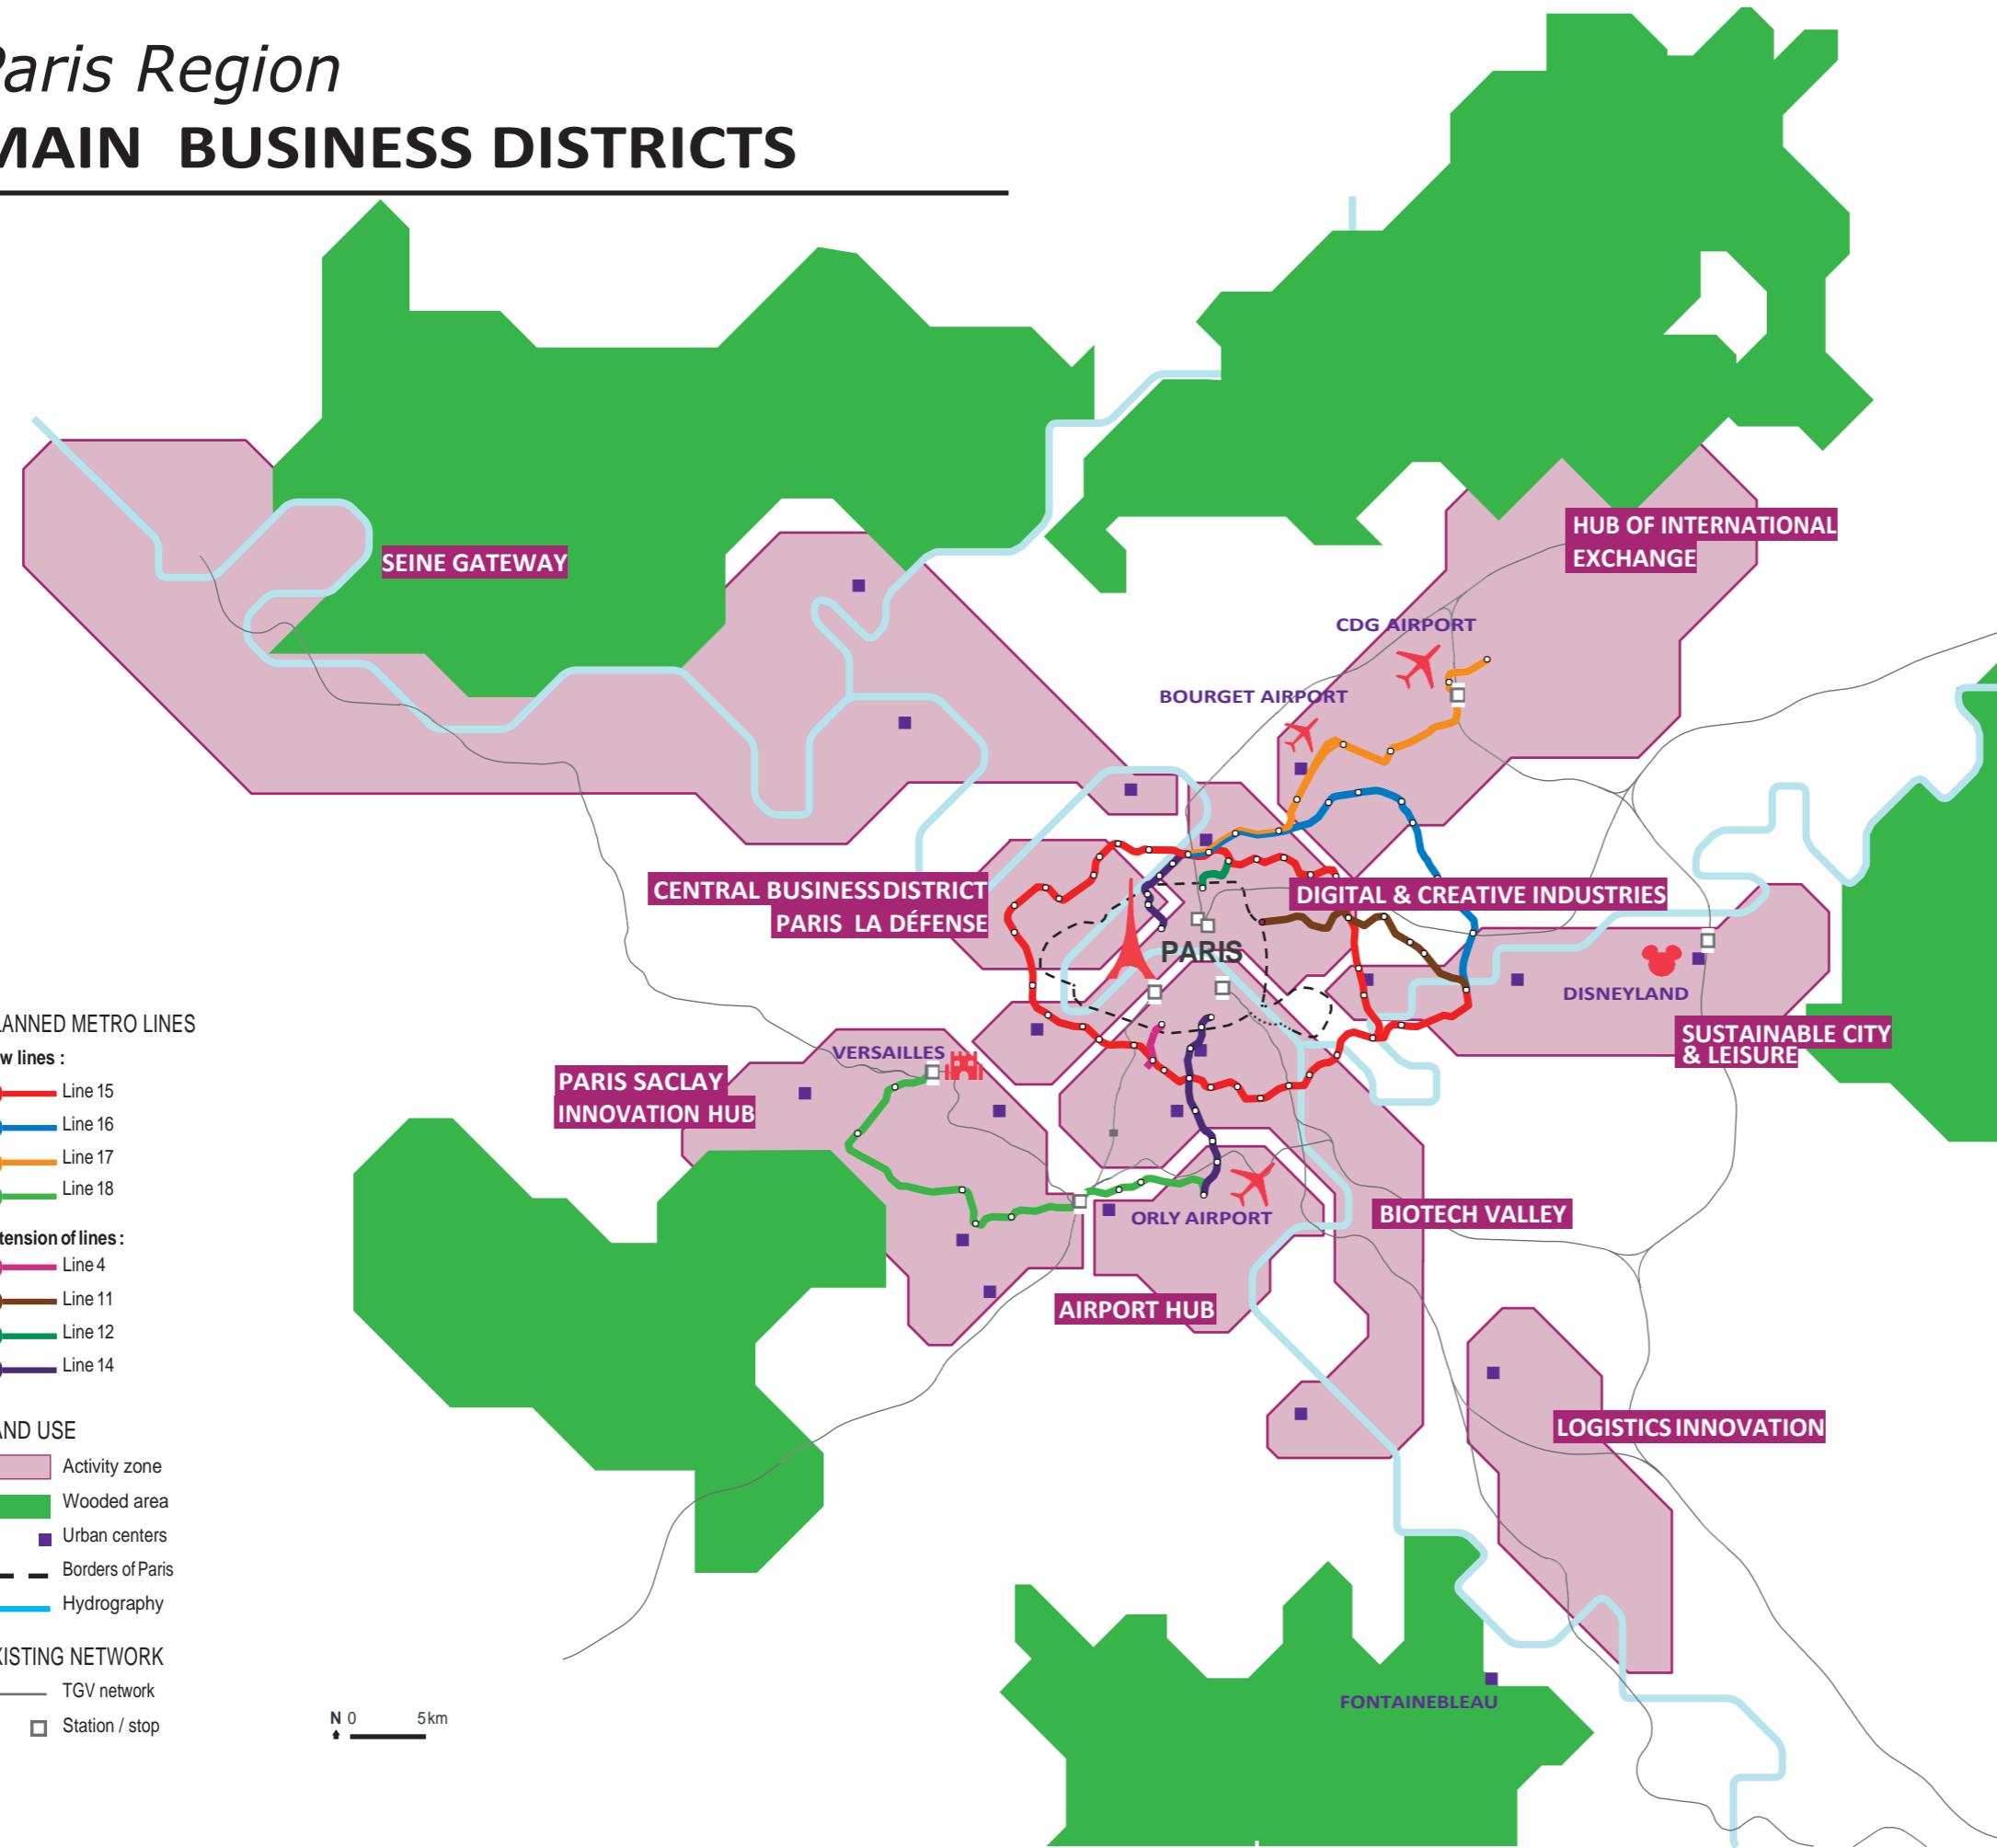 Paris Region
MAIN BUSINESS DISTRICTS
SEINE GATEWAY
HUB OF INTERNATIONAL
EXCHANGE
CDG AIRPORT
BOURGET AIRPORT
CENTRAL BUSINESS DISTRICT
PARIS LA DÉFENSE
DIGITAL & CREATIVE INDUSTRIES
PARIS
DISNEYLAND
SUSTAINABLE CITY
& LEISURE
VERSAILLES
PARIS SACLAY
INNOVATION HUB
BIOTECH VALLEY
ORLY AIRPORT
AIRPORT HUB
LOGISTICS INNOVATION
FONTAINEBLEAU
LANNED METRO LINES
w lines :
Line 15
Line 16
Line 17
Line 18
tension of lines :
Line 4
Line 11
Line 12
Line 14
AND USE
Activity zone
Wooded area
Urban centers
Borders of Paris
Hydrography
XISTING NETWORK
TGV network
Station / stop
N 0 5 km